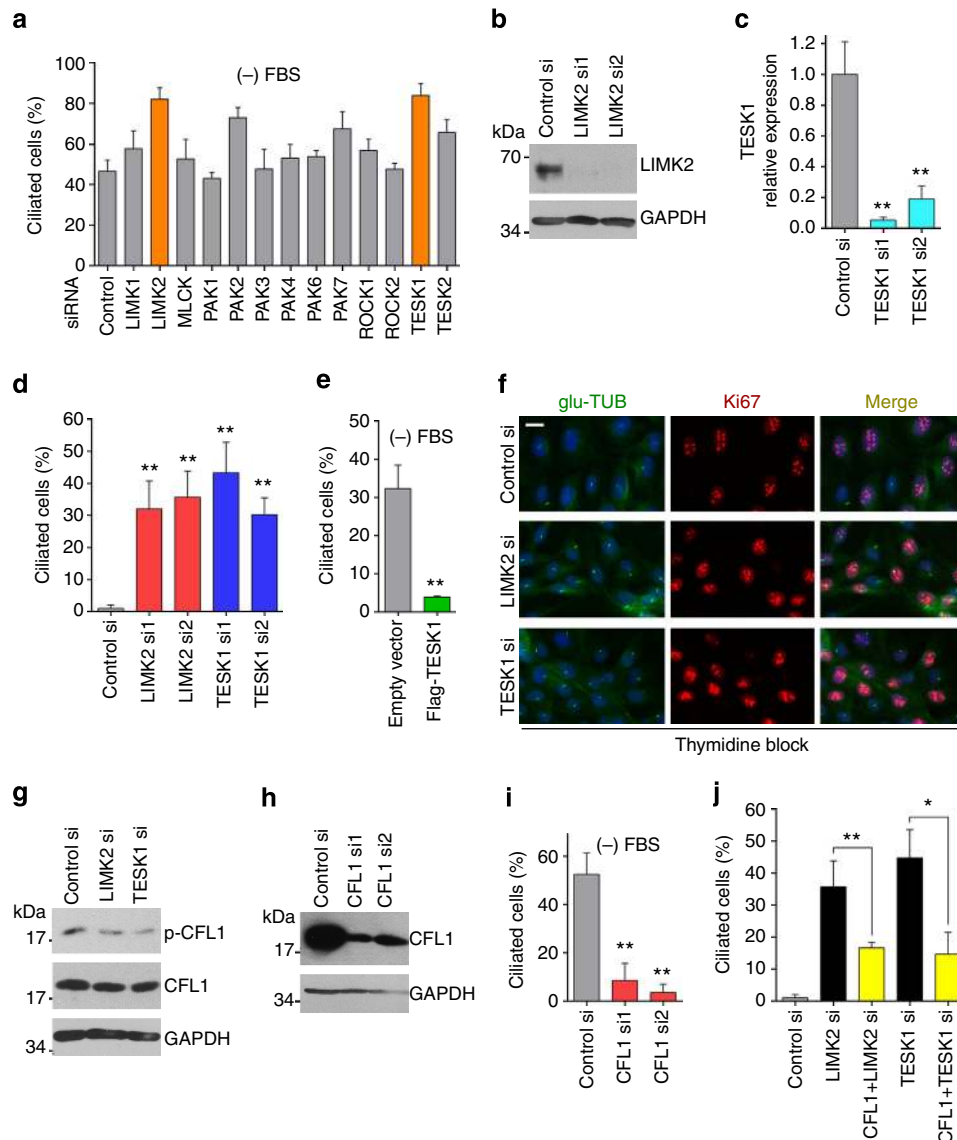 a
Ciliated cells (%)
100
80
60
40
20
0
(–) FBS
siRNA
Control
LIMK1
LIMK2
MLCK
PAK1
PAK2
PAK3
PAK4
PAK6
PAK7
ROCK1
ROCK2
TESK1
TESK2
b
Control si
LIMK2 si1
LIMK2 si2
kDa
70
LIMK2
34
GAPDH
c
TESK1
relative expression
1.2
1.0
0.8
0.6
0.4
0.2
0
**
**
Control si
TESK1 si1
TESK1 si2
d
Ciliated cells (%)
60
50
40
30
20
10
0
**
**
**
**
Control si
LIMK2 si1
LIMK2 si2
TESK1 si1
TESK1 si2
e
Ciliated cells (%)
50
40
30
20
10
0
(–) FBS
**
Empty vector
Flag-TESK1
f
glu-TUB
Ki67
Merge
Control si
LIMK2 si
TESK1 si
Thymidine block
g
Control si
LIMK2 si
TESK1 si
kDa
17
p-CFL1
17
CFL1
34
GAPDH
h
Control si
CFL1 si1
CFL1 si2
kDa
17
CFL1
34
GAPDH
i
Ciliated cells (%)
60
40
20
0
(–) FBS
**
**
Control si
CFL1 si1
CFL1 si2
j
Ciliated cells (%)
60
50
40
30
20
10
0
**
*
Control si
LIMK2 si
CFL1+LIMK2 si
TESK1 si
CFL1+TESK1 si